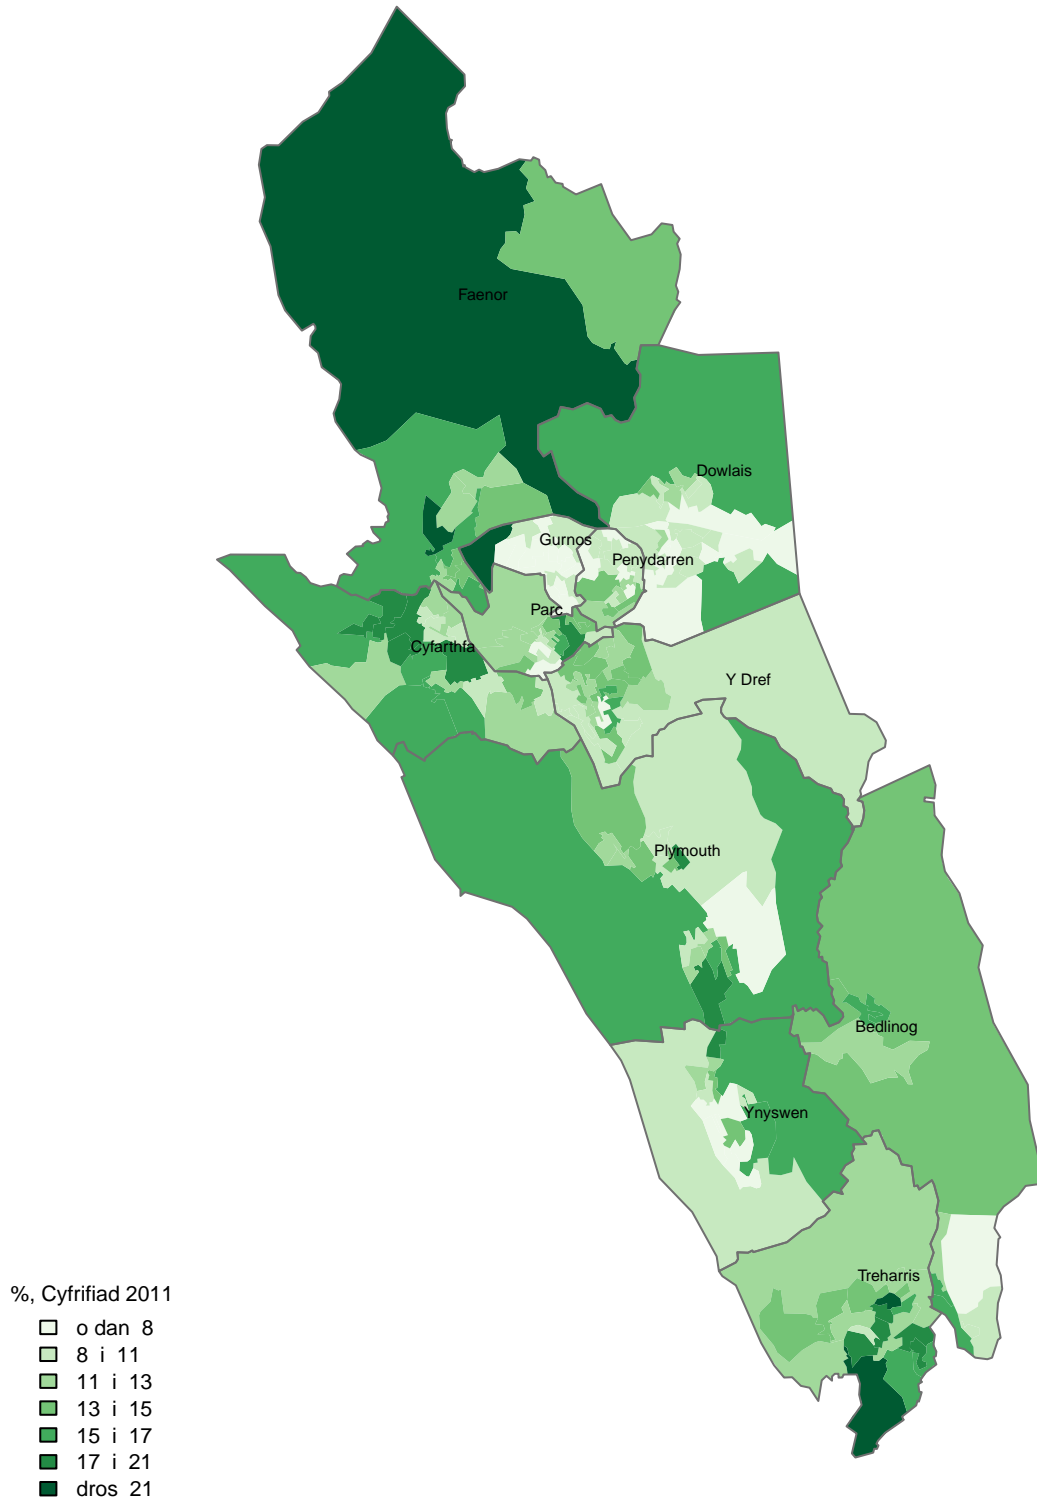 Faenor
Dowlais
Gurnos
Penydarren
Parc
Cyfarthfa
Y Dref
Plymouth
Bedlinog
Ynyswen
Treharris
%, Cyfrifiad 2011
o dan 8
8 i 11
11 i 13
13 i 15
15 i 17
17 i 21
dros 21